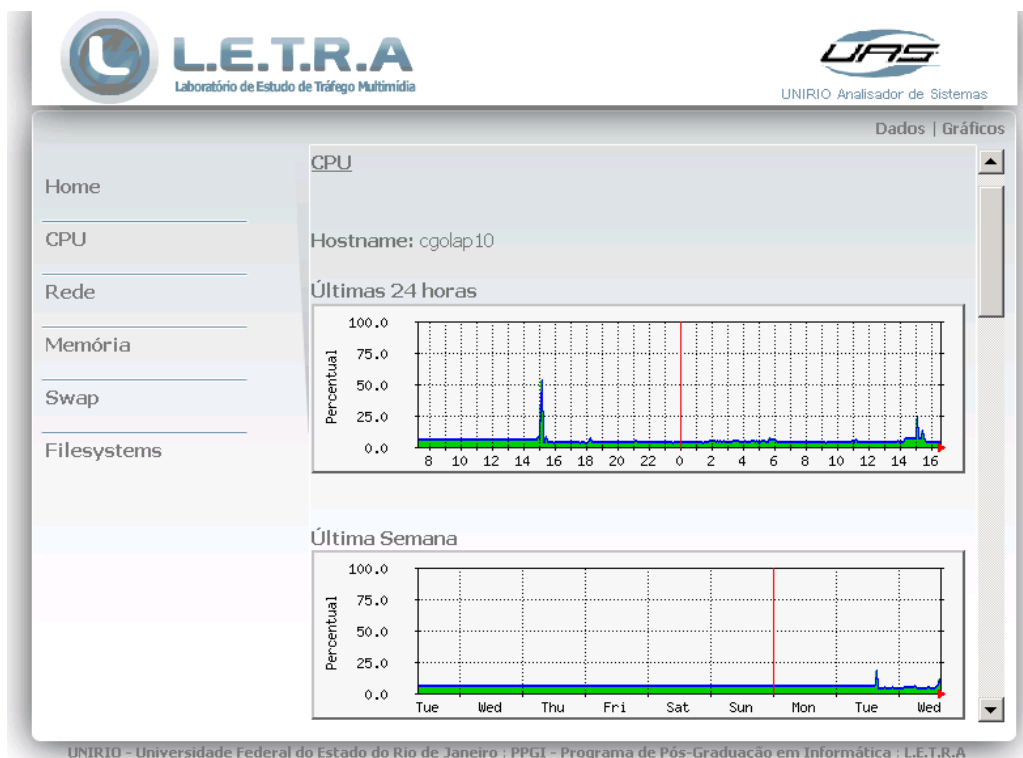 L.E.T.R.A
Laboratório de Estudo de Tráfego Multimídia
UAS
UNIRIO Analisador de Sistemas
Dados | Gráficos
Home
CPU
Rede
Memória
Swap
Filesystems
CPU
Hostname: cgolap10
Últimas 24 horas
Percentual
100.0
75.0
50.0
25.0
0.0
8 10 12 14 16 18 20 22 0 2 4 6 8 10 12 14 16
Última Semana
Percentual
100.0
75.0
50.0
25.0
0.0
Tue Wed Thu Fri Sat Sun Mon Tue Wed
UNIRIO - Universidade Federal do Estado do Rio de Janeiro : PPGI - Programa de Pós-Graduação em Informática : L.E.T.R.A